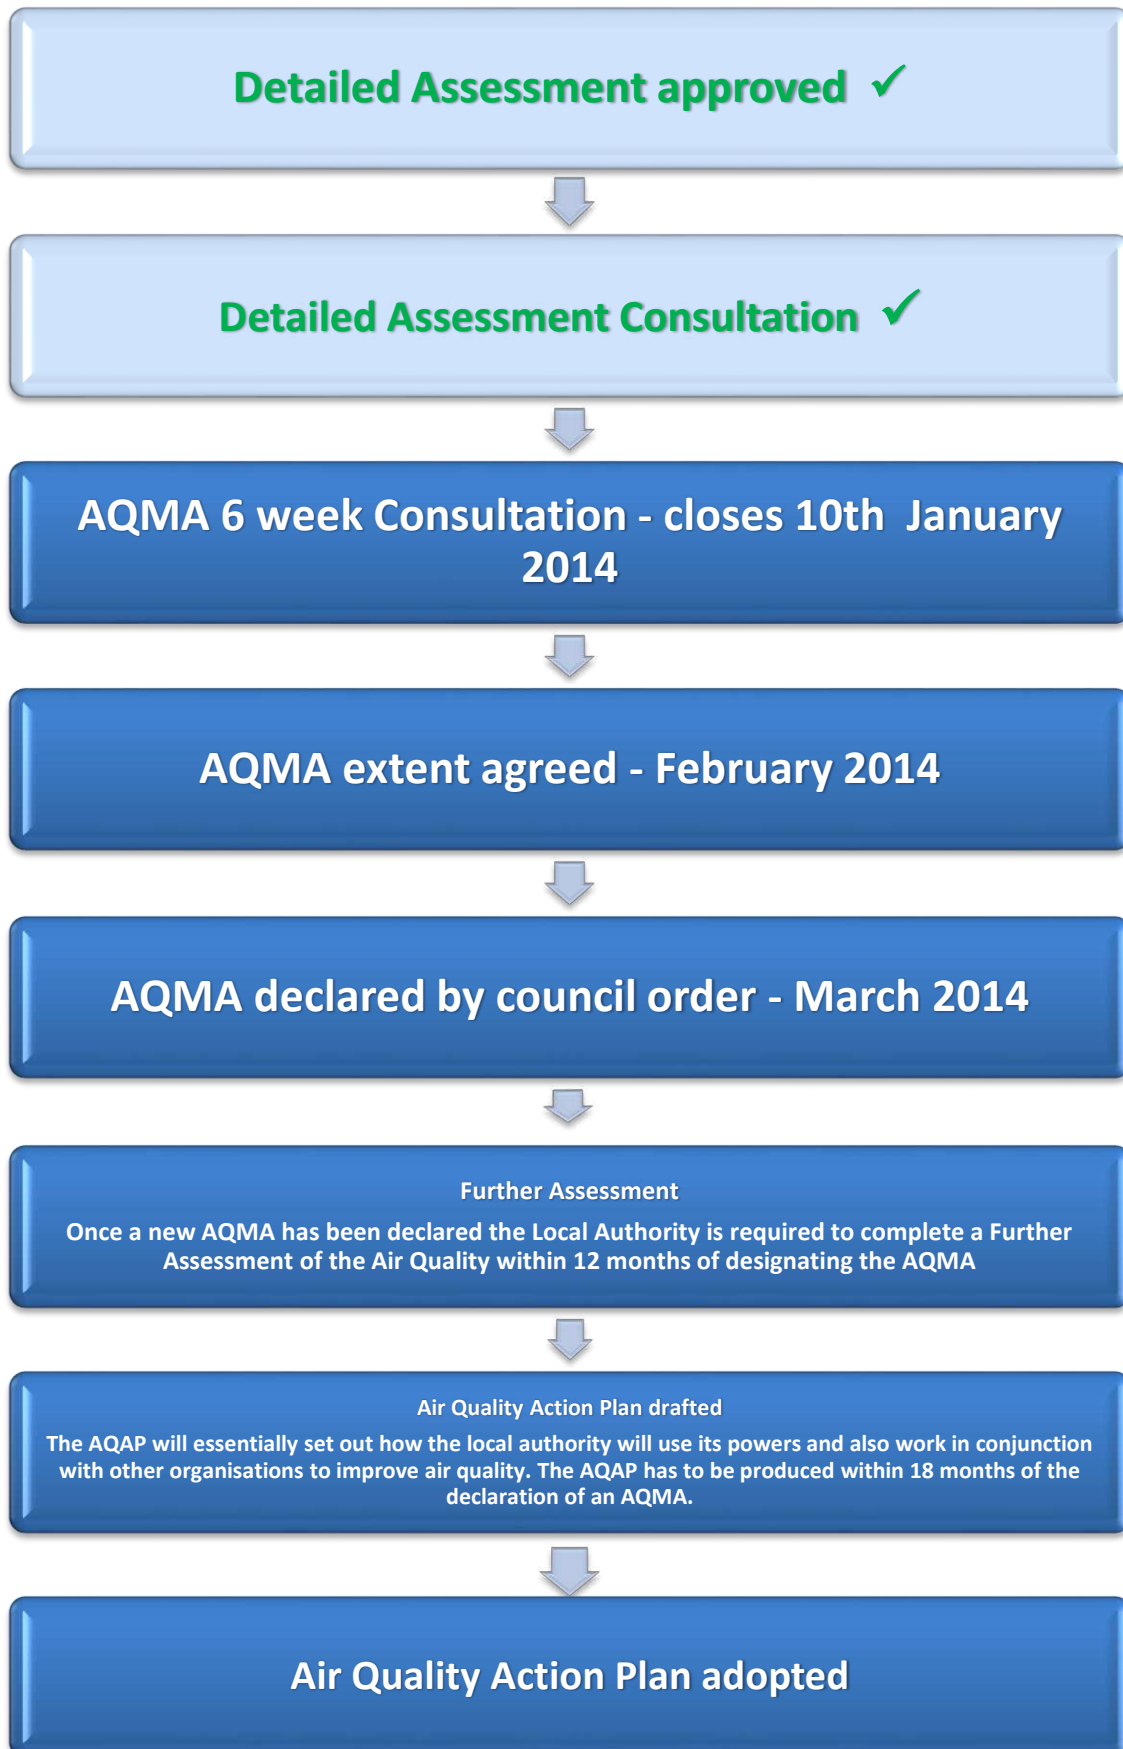 Detailed Assessment approved ✓
Detailed Assessment Consultation ✓
AQMA 6 week Consultation - closes 10th January
2014
AQMA extent agreed - February 2014
AQMA declared by council order - March 2014
Further Assessment
Once a new AQMA has been declared the Local Authority is required to complete a Further
Assessment of the Air Quality within 12 months of designating the AQMA
Air Quality Action Plan drafted
The AQAP will essentially set out how the local authority will use its powers and also work in conjunction
with other organisations to improve air quality. The AQAP has to be produced within 18 months of the
declaration of an AQMA.
Air Quality Action Plan adopted